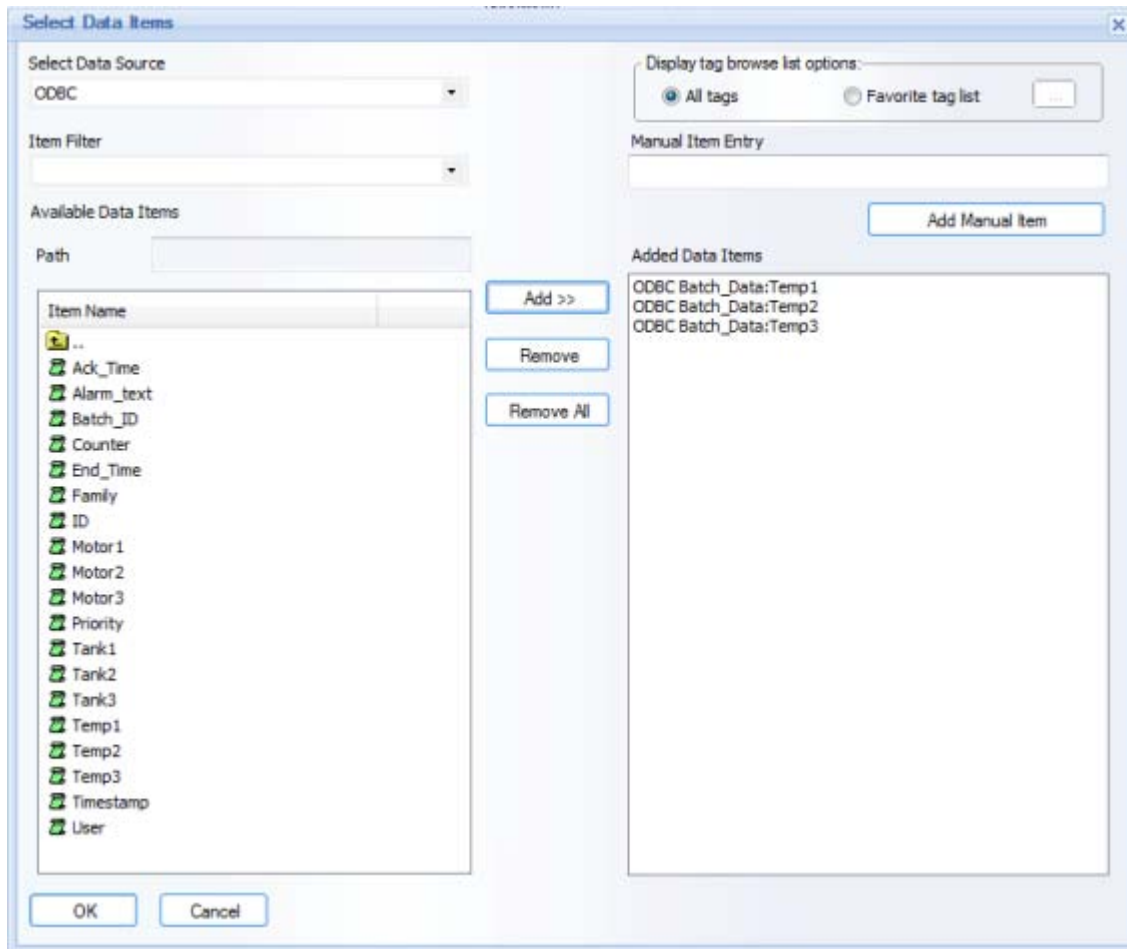 Select Data Items
Select Data Source
ODBC
Item Filter
Available Data Items
Path
Item Name
..
Ack_Time
Alarm_text
Batch_ID
Counter
End_Time
Family
ID
Motor1
Motor2
Motor3
Priority
Tank1
Tank2
Tank3
Temp1
Temp2
Temp3
Timestamp
User
Add >>
Remove
Remove All
Display tag browse list options:
All tags
Favorite tag list
...
Manual Item Entry
Add Manual Item
Added Data Items
ODBC Batch_Data:Temp1
ODBC Batch_Data:Temp2
ODBC Batch_Data:Temp3
OK
Cancel